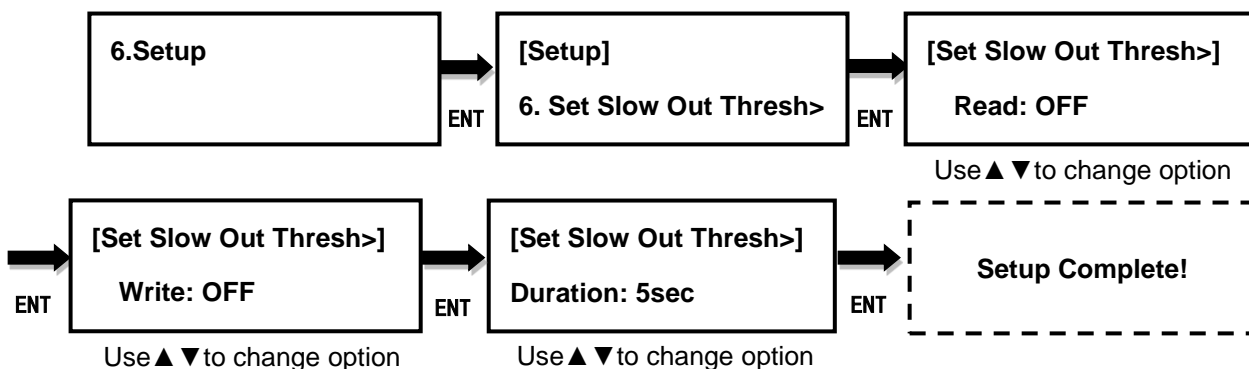 6.Setup
ENT
[Setup]
6. Set Slow Out Thresh>
ENT
[Set Slow Out Thresh>]
Read: OFF
Use▲▼to change option
ENT
[Set Slow Out Thresh>]
Write: OFF
Use▲▼to change option
ENT
[Set Slow Out Thresh>]
Duration: 5sec
Use▲▼to change option
ENT
Setup Complete!